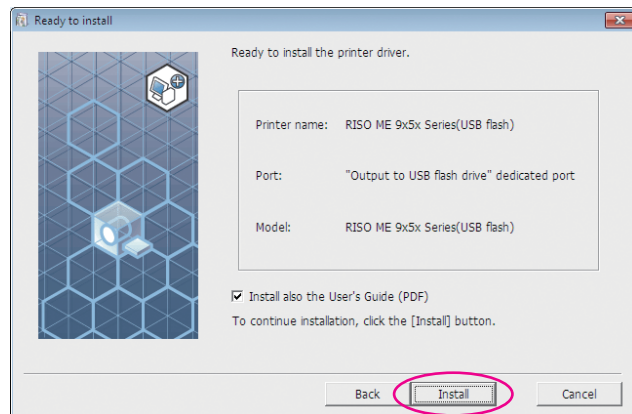 Ready to install
Ready to install the printer driver.
Printer name: RISO ME 9x5x Series(USB flash)
Port: "Output to USB flash drive" dedicated port
Model: RISO ME 9x5x Series(USB flash)
Install also the User's Guide (PDF)
To continue installation, click the [Install] button.
Back Install Cancel